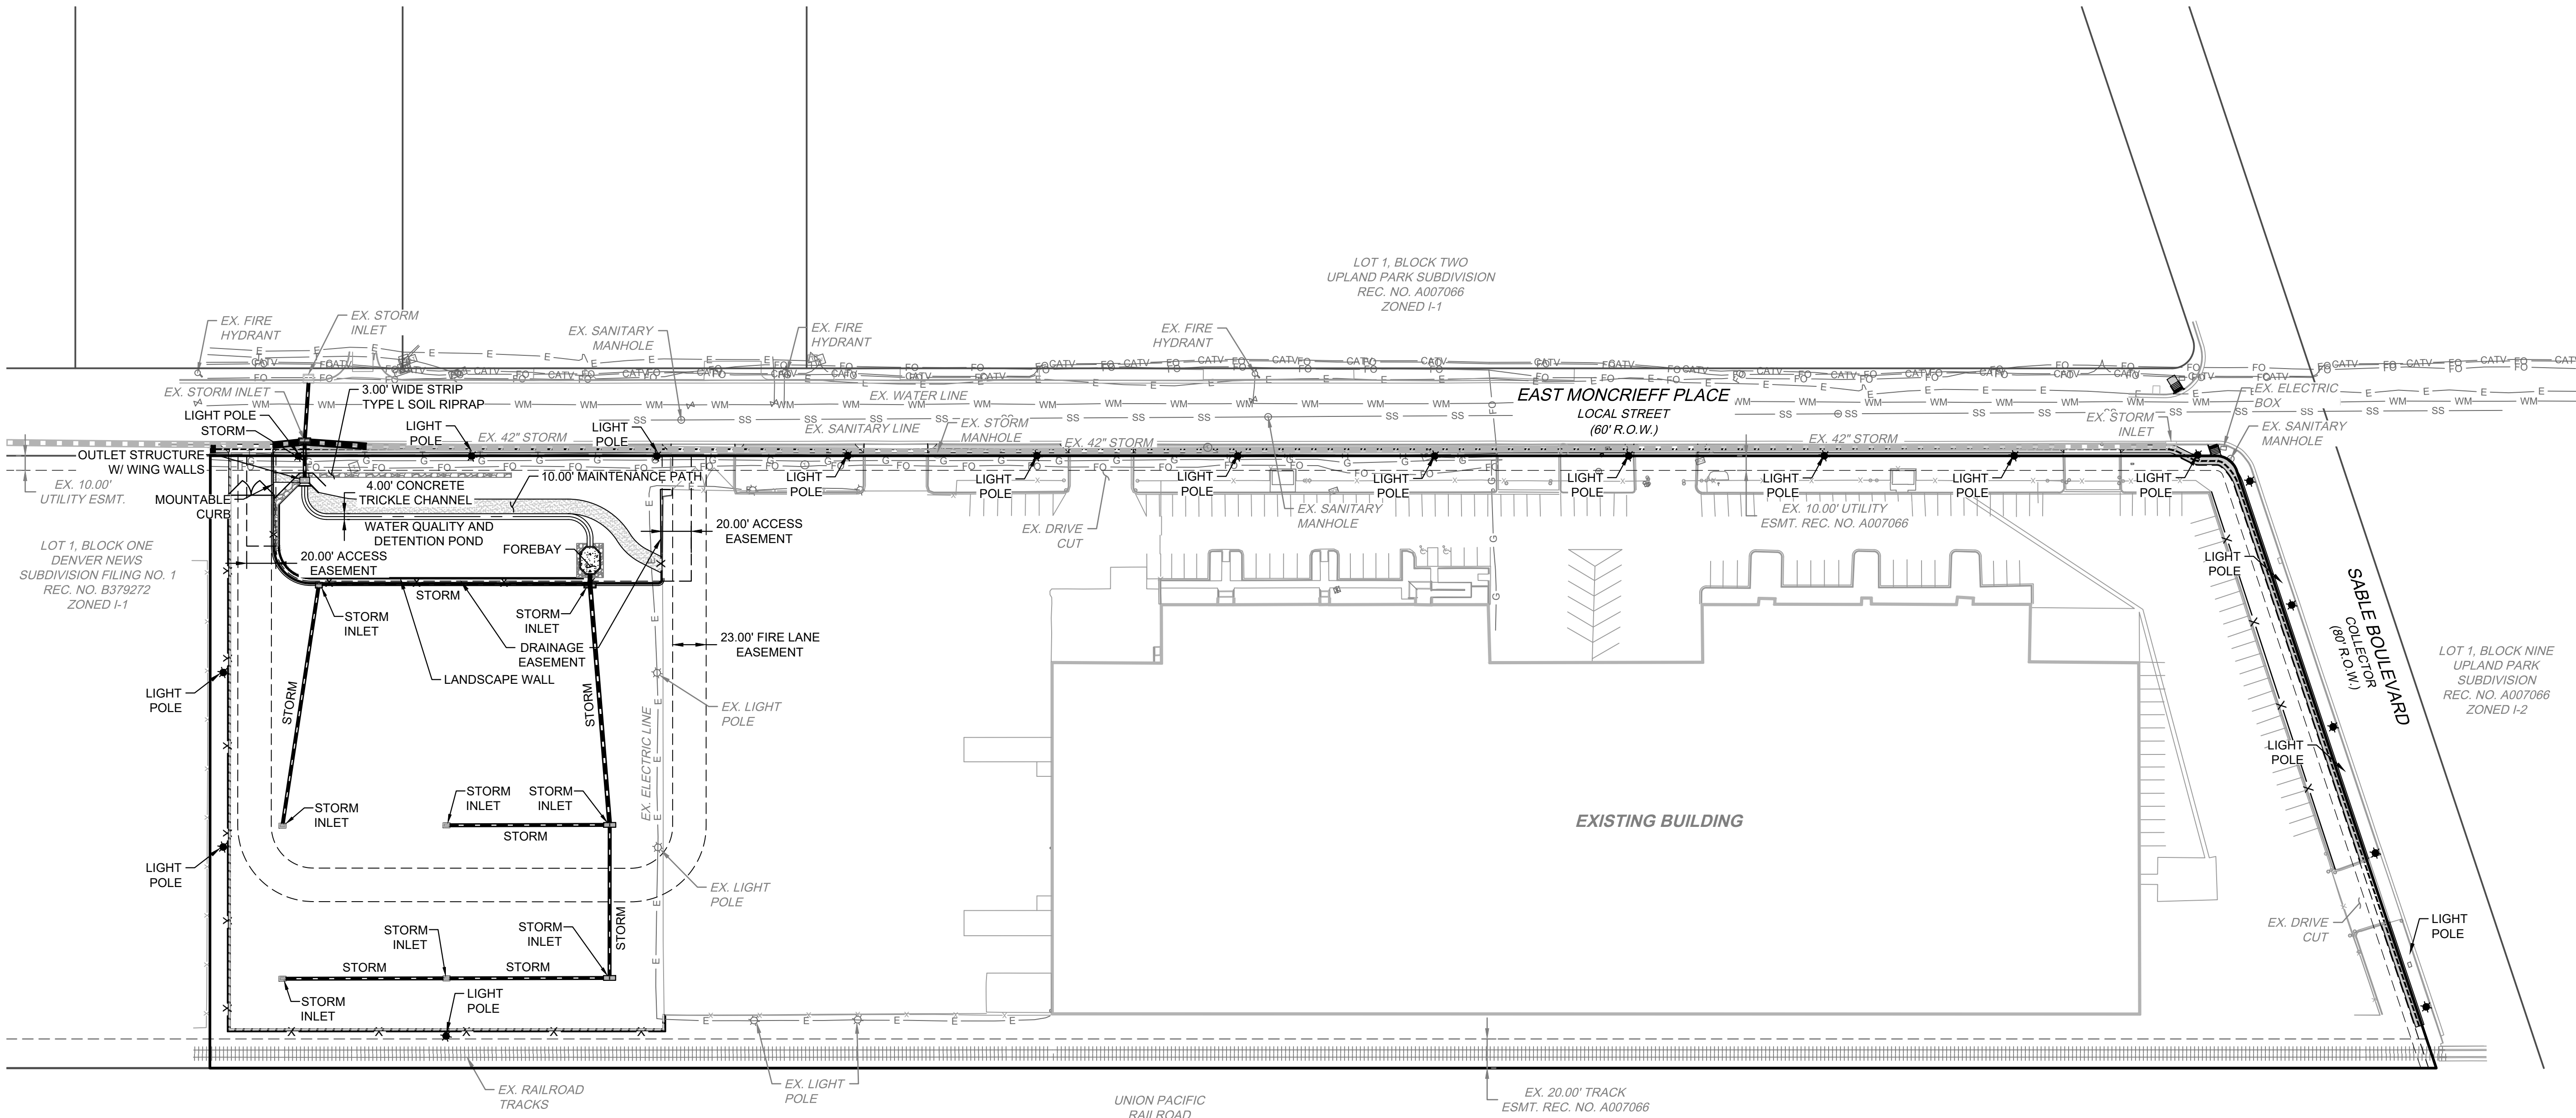 LOT 1, BLOCK TWO
UPLAND PARK SUBDIVISION
REC. NO. A007066
ZONED I-1
EX. FIRE
HYDRANT
EX. STORM
INLET
EX. SANITARY
MANHOLE
EX. FIRE
HYDRANT
EX. FIRE
HYDRANT
EX. STORM INLET
3.00' WIDE STRIP
TYPE L SOIL RIPRAP
LIGHT POLE
STORM
LIGHT
POLE
EX. 42" STORM
LIGHT
POLE
EX. WATER LINE
EX. SANITARY LINE
EX. STORM
MANHOLE
EX. 42" STORM
EAST MONCRIEFF PLACE
LOCAL STREET
(60' R.O.W.)
EX. 42" STORM
EX. STORM
INLET
EX. ELECTRIC
BOX
EX. SANITARY
MANHOLE
OUTLET STRUCTURE
W/ WING WALLS
EX. 10.00'
UTILITY ESMT.
MOUNTABLE
CURB
4.00' CONCRETE
TRICKLE CHANNEL
10.00' MAINTENANCE PATH
WATER QUALITY AND
DETENTION POND
FOREBAY
20.00' ACCESS
EASEMENT
20.00' ACCESS
EASEMENT
LIGHT
POLE
LIGHT
POLE
LIGHT
POLE
LIGHT
POLE
LIGHT
POLE
LIGHT
POLE
LIGHT
POLE
LIGHT
POLE
EX. DRIVE
CUT
EX. SANITARY
MANHOLE
EX. 10.00' UTILITY
ESMT. REC. NO. A007066
LOT 1, BLOCK ONE
DENVER NEWS
SUBDIVISION FILING NO. 1
REC. NO. B379272
ZONED I-1
STORM
STORM
INLET
STORM
INLET
DRAINAGE
EASEMENT
LANDSCAPE WALL
23.00' FIRE LANE
EASEMENT
LIGHT
POLE
SABLE BOULEVARD
COLLECTOR
(80' R.O.W.)
LOT 1, BLOCK NINE
UPLAND PARK
SUBDIVISION
REC. NO. A007066
ZONED I-2
LIGHT
POLE
STORM
STORM
EX. ELECTRIC LINE
EX. LIGHT
POLE
LIGHT
POLE
STORM
INLET
STORM
INLET
STORM
INLET
STORM
EXISTING BUILDING
LIGHT
POLE
EX. LIGHT
POLE
STORM
INLET
STORM
INLET
STORM
STORM
STORM
STORM
INLET
LIGHT
POLE
EX. DRIVE
CUT
LIGHT
POLE
EX. RAILROAD
TRACKS
EX. LIGHT
POLE
UNION PACIFIC
RAILROAD
EX. 20.00' TRACK
ESMT. REC. NO. A007066